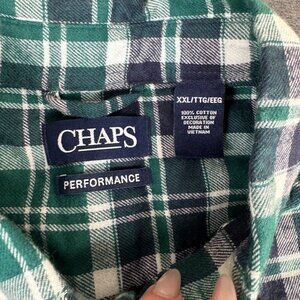 CHAPS
PERFORMANCE
XXL/TTG/EEG
100% COTTON
EXCLUSIVE OF
DECORATION
MADE IN
VIETNAM